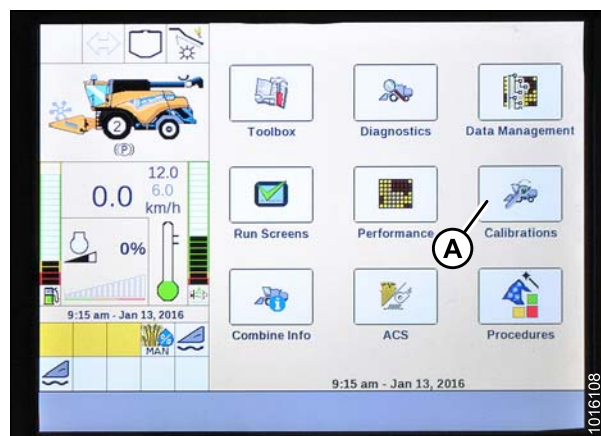 Toolbox
Diagnostics
Data Management
2
(P)
12.0
6.0
0.0
km/h
Run Screens
Performance
Calibrations
A
0%
9:15 am - Jan 13, 2016
MAN
Combine Info
ACS
Procedures
9:15 am - Jan 13, 2016
1016108